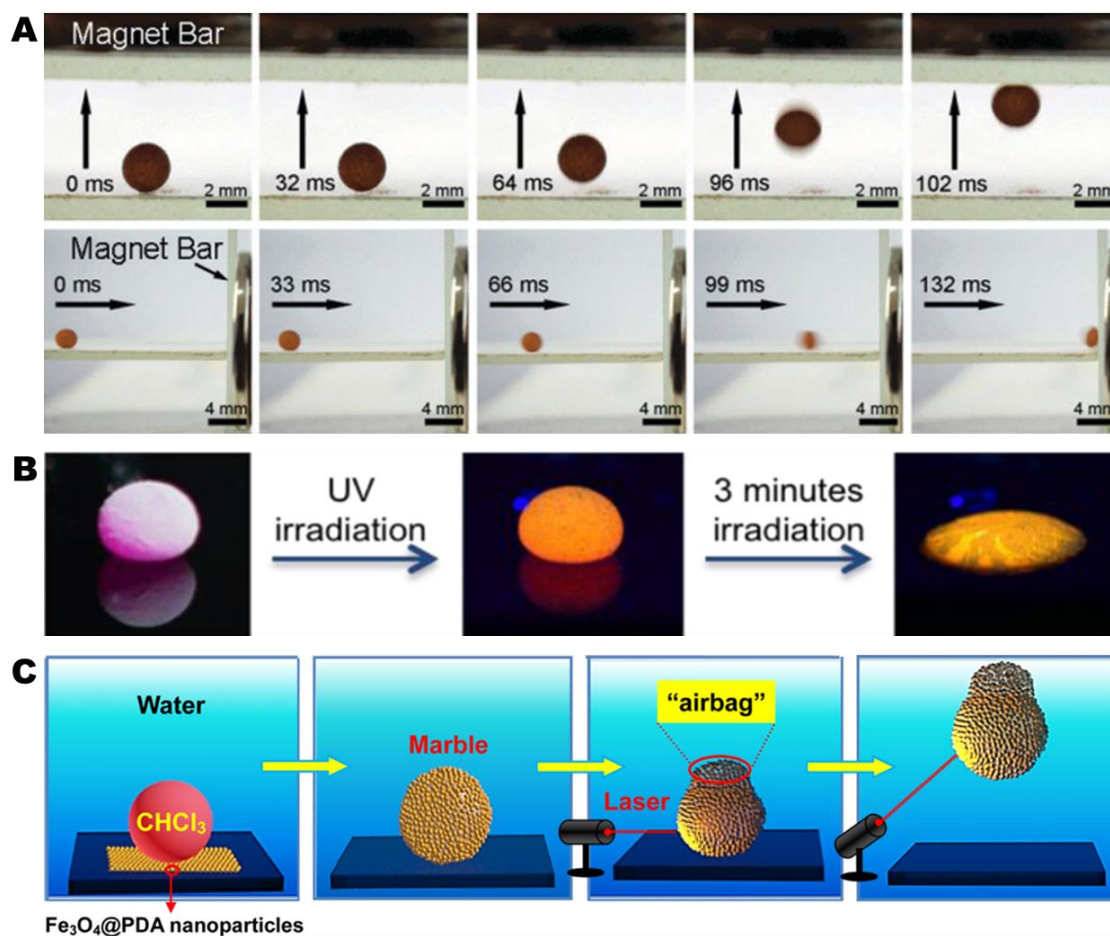 A
Magnet Bar
0 ms
2 mm
32 ms
2 mm
64 ms
2 mm
96 ms
2 mm
102 ms
2 mm
Magnet Bar
0 ms
4 mm
33 ms
4 mm
66 ms
4 mm
99 ms
4 mm
132 ms
4 mm
B
UV
irradiation
3 minutes
irradiation
C
Water
CHCl₃
Fe₃O₄@PDA nanoparticles
Marble
"airbag"
Laser